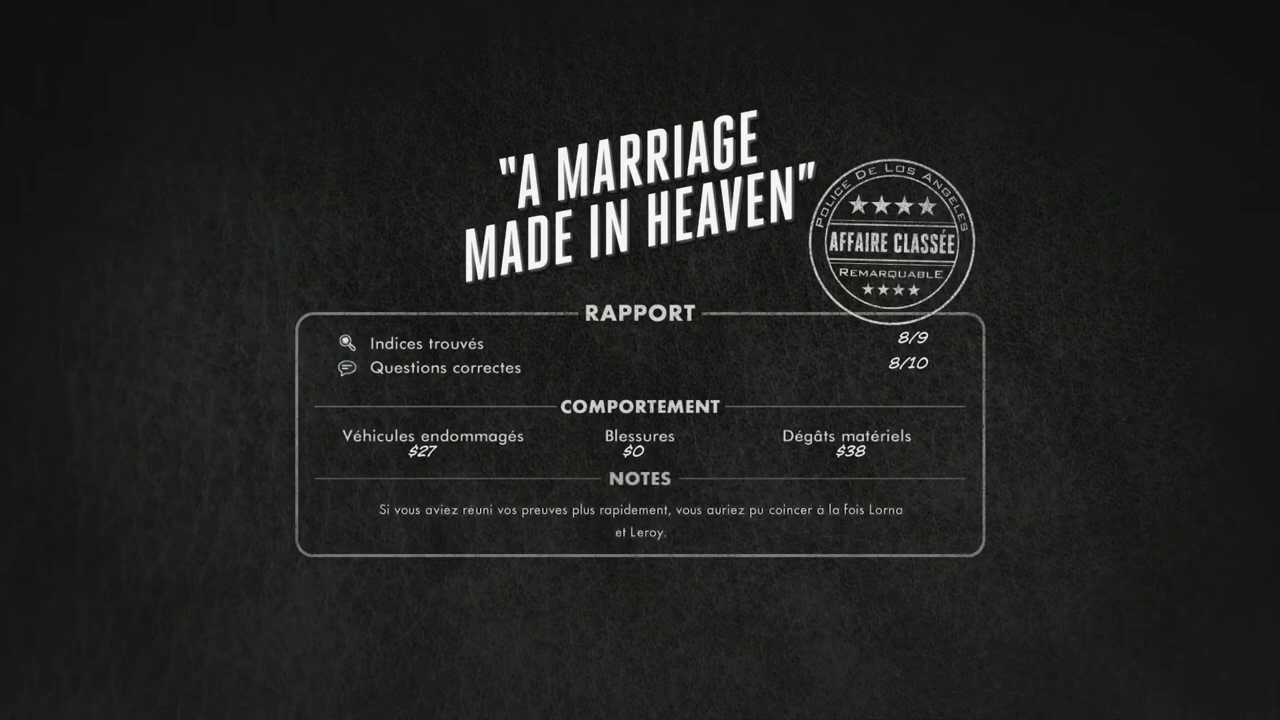 "A MARRIAGE
MADE IN HEAVEN"
POLICE DE LOS ANGELES
AFFAIRE CLASSÉE
REMARQUABLE
RAPPORT
Indices trouvés 8/9
Questions correctes 8/10
COMPORTEMENT
Véhicules endommagés Blessures Dégâts matériels
$27 $0 $38
NOTES
Si vous aviez réuni vos preuves plus rapidement, vous auriez pu coincer à la fois Lorna
et Leroy.